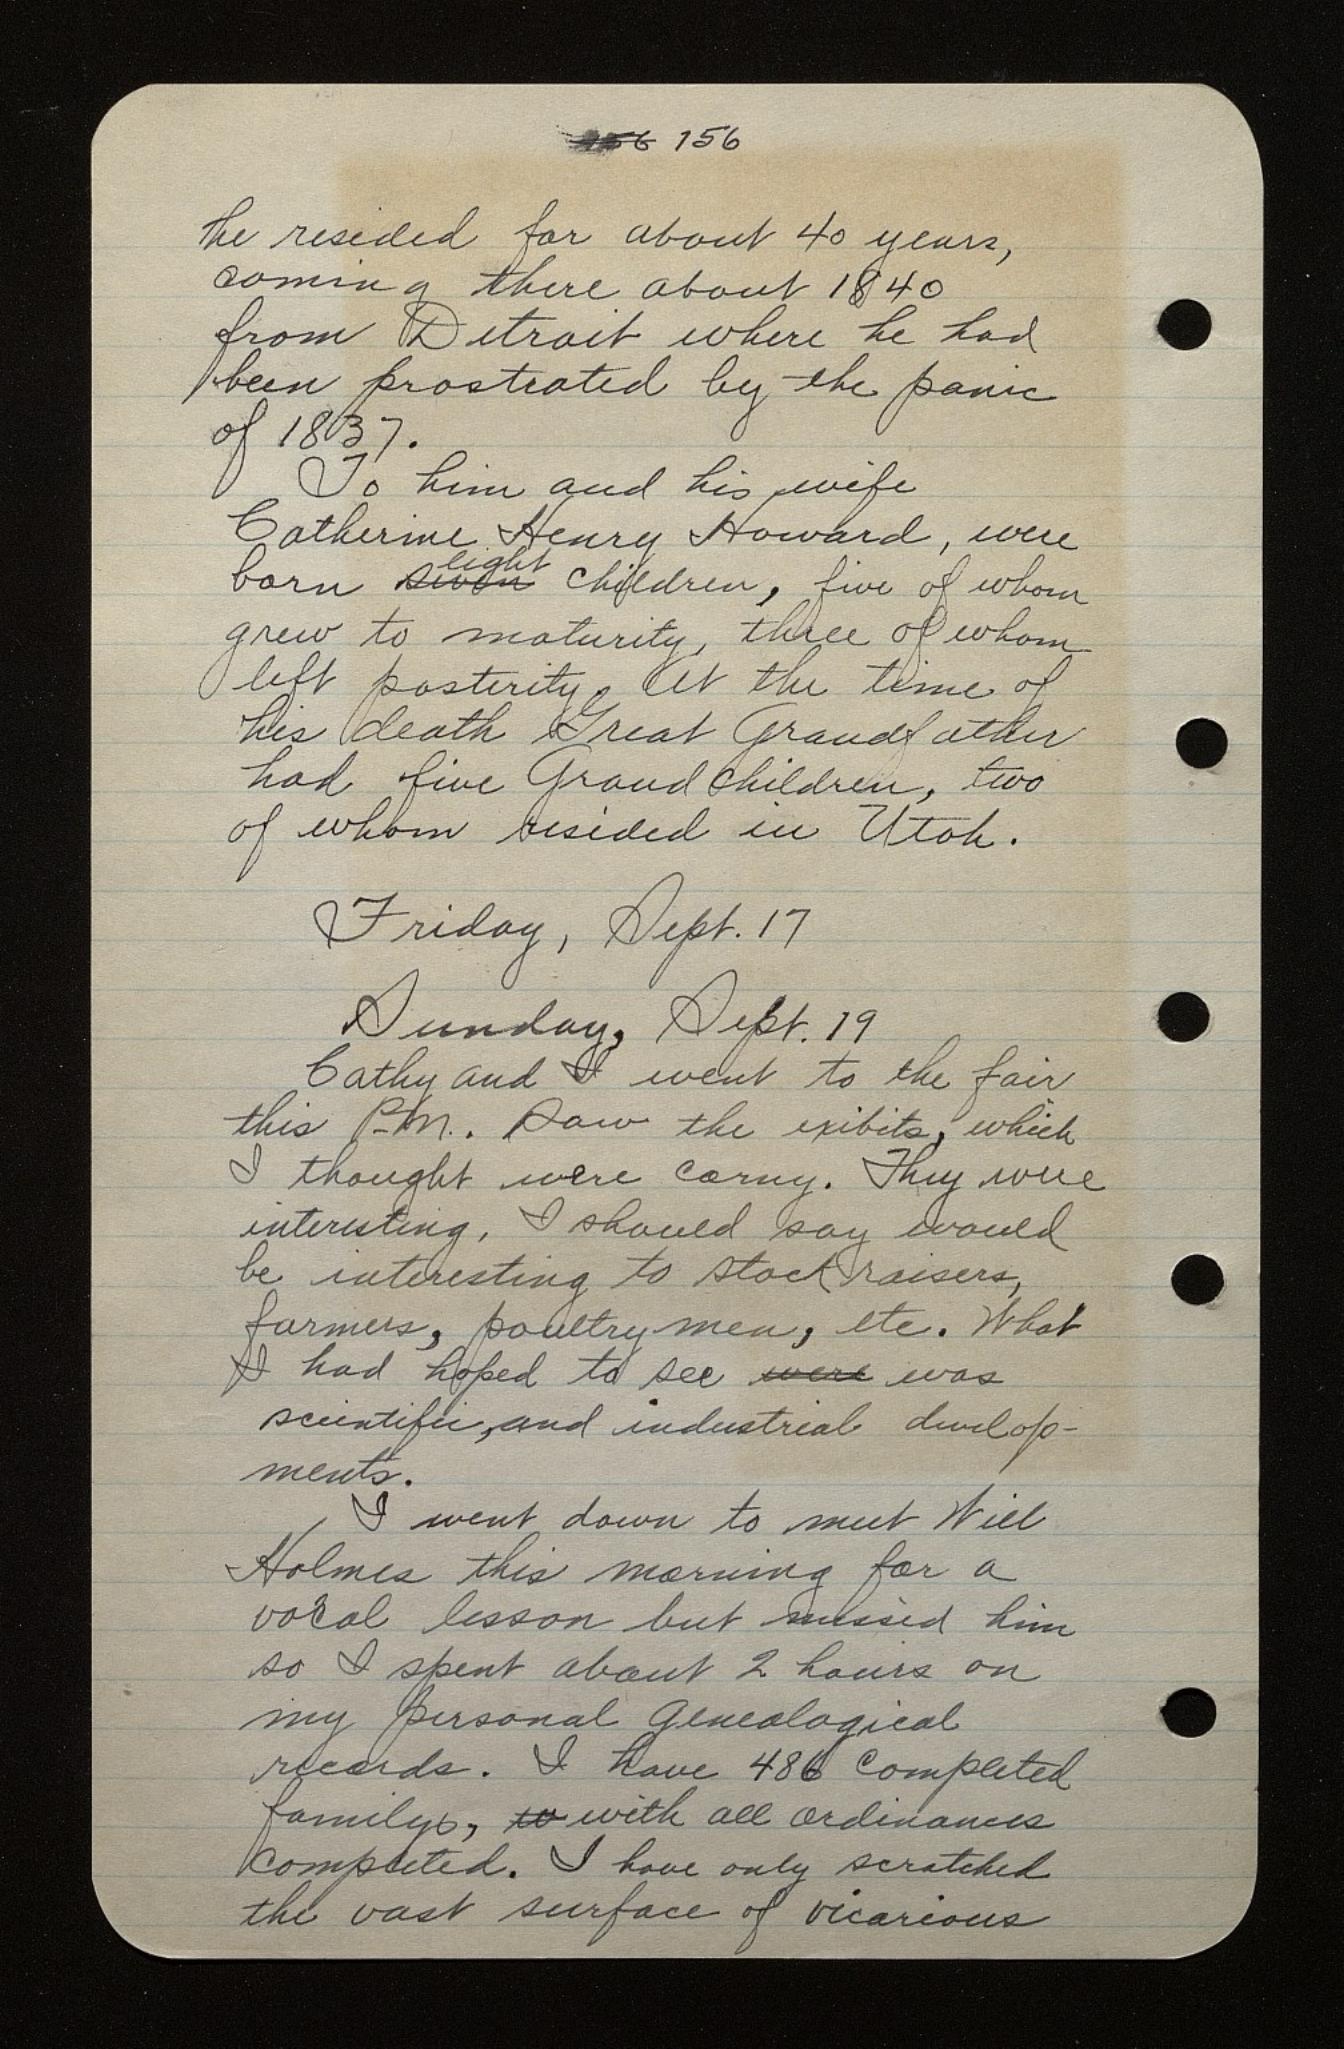 156 156
he resided for about 40 years,
coming there about 1840
from Detroit where he had
been prostrated by the panic
of 1837.
To him and his wife
Catherine Henry Howard, were
born seven eight children, five of whom
grew to maturity, three of whom
left posterity. At the time of
his death Great Grandfather
had five Grandchildren, two
of whom resided in Utah.
Friday, Sept. 17
Sunday, Sept. 19
Cathy and I went to the fair
this P.M. Saw the exibits, which
I thought were corny. They were
interesting, I should say would
be interesting to stock raisers,
farmers, poultry men, etc. What
I had hoped to see were was
scientific, and industrial develop-
ments.
I went down to meet Will
Holmes this morning for a
vocal lesson but missed him
so I spent about 2 hours on
my personal genealogical
records. I have 486 completed
familys, w with all ordinances
completed. I have only scratched
the vast surface of vicarious